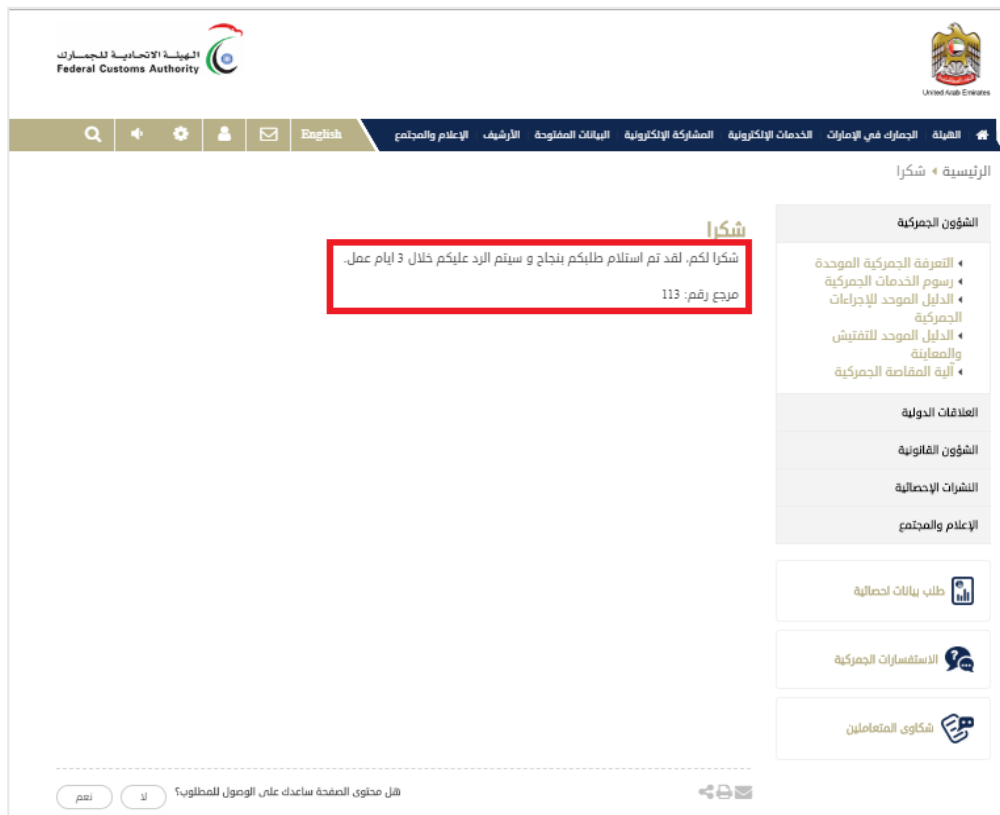 الهيئة الاتحادية للجمارك
Federal Customs Authority
United Arab Emirates
الهيئة الجمارك في الإمارات الخدمات الإلكترونية المشاركة الإلكترونية البيانات المفتوحة الأرشيف الإعلام والمجتمع English
الرئيسية شكرا
الشؤون الجمركية
التعرفة الجمركية الموحدة
رسوم الخدمات الجمركية
الدليل الموحد للإجراءات
الجمركية
الدليل الموحد للتفتيش
والمعاينة
آلية المقاصة الجمركية
العلاقات الدولية
الشؤون القانونية
النشرات الإحصائية
الإعلام والمجتمع
طلب بيانات احصائية
الاستفسارات الجمركية
شكاوى المتعاملين
شكرا
شكرا لكم، لقد تم استلام طلبكم بنجاح و سيتم الرد عليكم خلال 3 ايام عمل.
مرجع رقم: 113
هل محتوى الصفحة ساعدك على الوصول للمطلوب؟ لا نعم